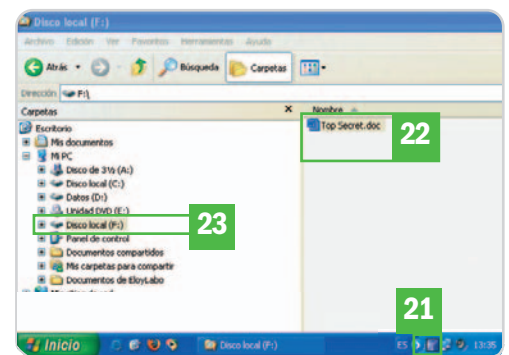 Disco local (F:)
Archivo Edición Ver Favoritos Herramientas Ayuda
Atrás Búsqueda Carpetas
Dirección F:\
Carpetas X Nombre
Escritorio
Mis documentos
Mi PC
Disco de 3½ (A:)
Disco local (C:)
Datos (D:)
Unidad DVD (E:)
Disco local (F:)
Panel de control
Documentos compartidos
Mis carpetas para compartir
Documentos de EloyLabo
Top Secret.doc
22
23
21
Inicio Disco local (F:) ES 13:35